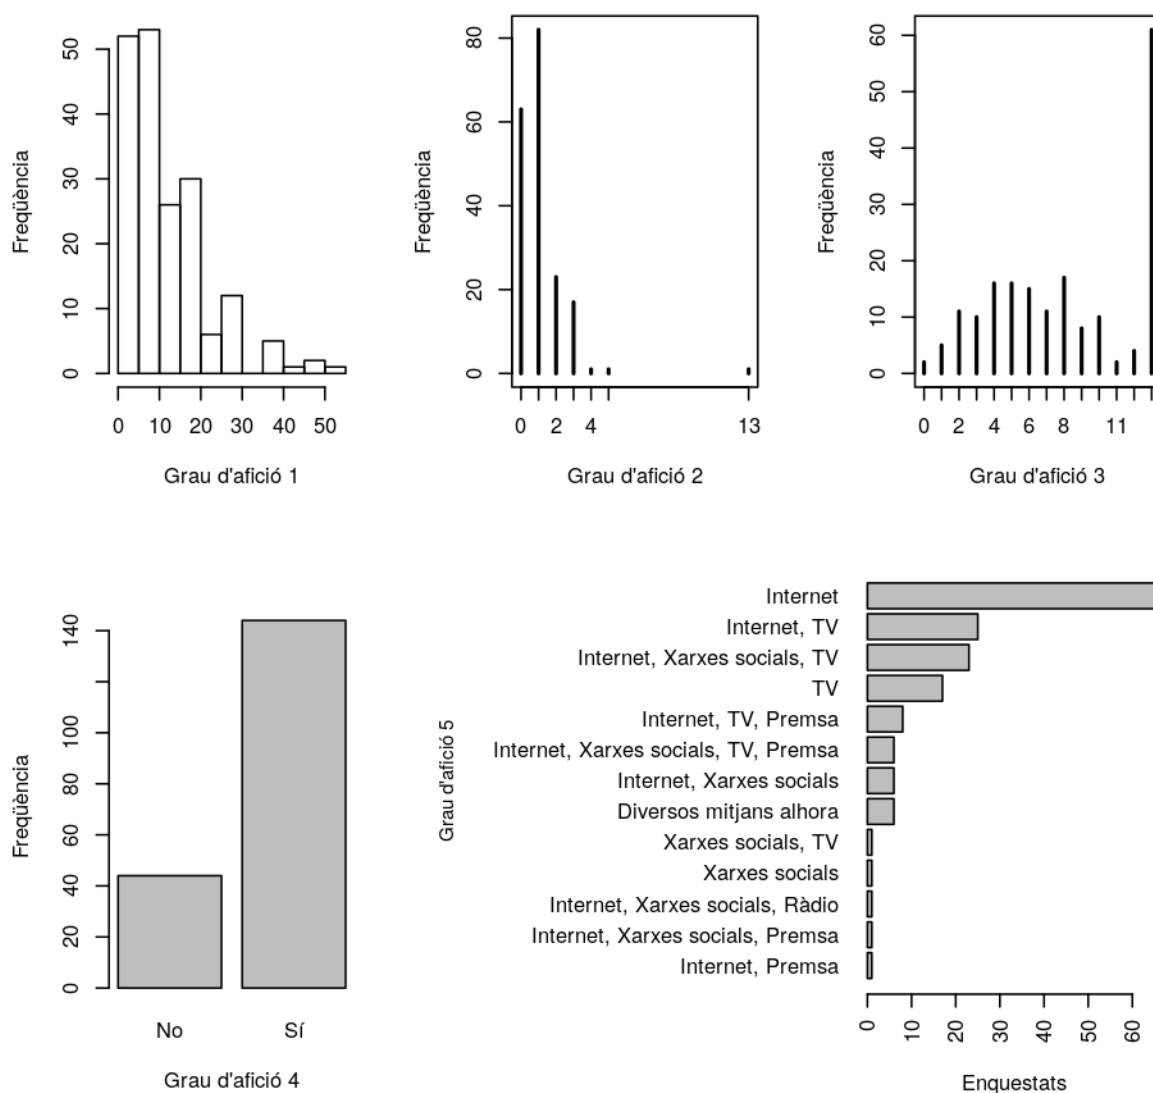 Freqüència
0 10 20 30 50
0 10 20 30 40 50
Grau d'afició 1
Freqüència
0 20 40 60 80
0 2 4 13
Grau d'afició 2
Freqüència
0 10 20 30 40 50 60
0 2 4 6 8 11
Grau d'afició 3
Freqüència
0 20 40 60 80 100 140
No Sí
Grau d'afició 4
Grau d'afició 5
Internet
Internet, TV
Internet, Xarxes socials, TV
TV
Internet, TV, Premsa
Internet, Xarxes socials, TV, Premsa
Internet, Xarxes socials
Diversos mitjans alhora
Xarxes socials, TV
Xarxes socials
Internet, Xarxes socials, Ràdio
Internet, Xarxes socials, Premsa
Internet, Premsa
0 10 20 30 40 50 60
Enquestats